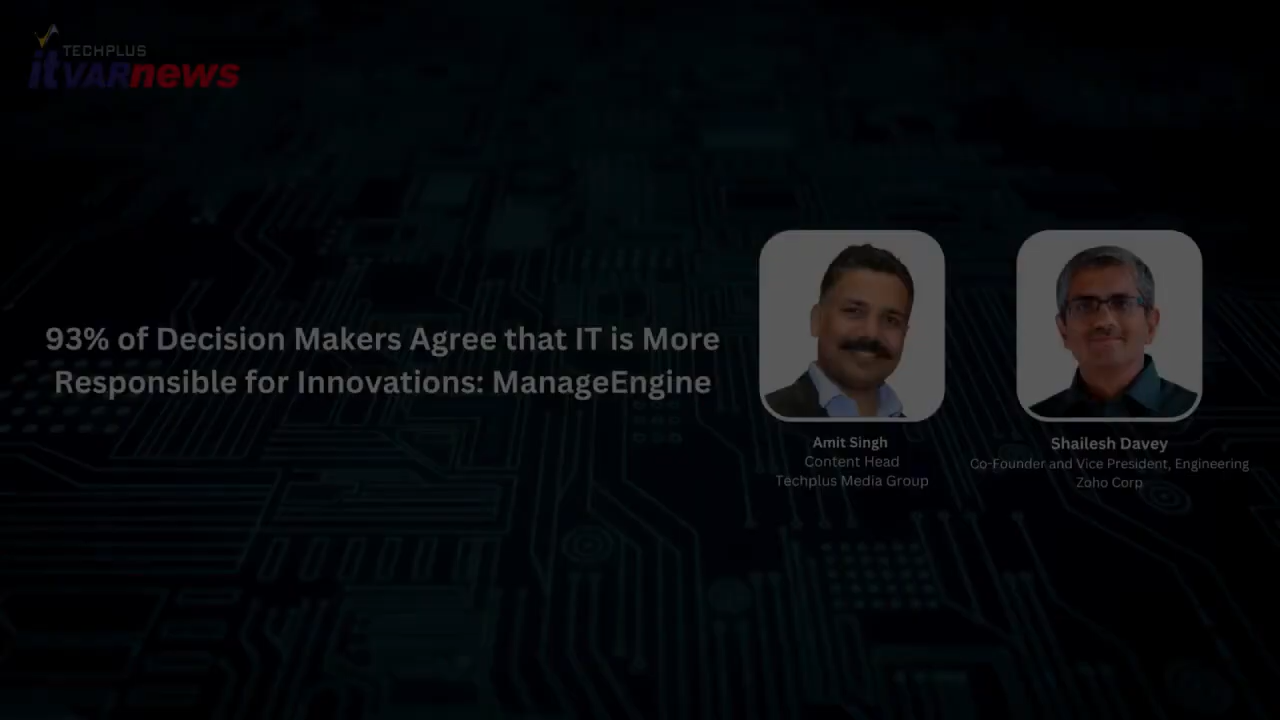 TECHPLUS
itVARnews
93% of Decision Makers Agree that IT is More
Responsible for Innovations: ManageEngine
Amit Singh
Content Head
Techplus Media Group
Shailesh Davey
Co-Founder and Vice President, Engineering
Zoho Corp